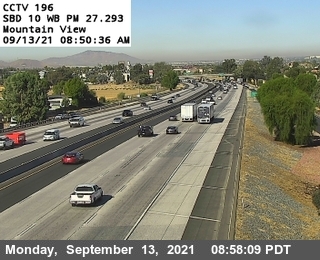 CCTV 196
SBD 10 WB PM 27.293
Mountain View
09/13/21 08:50:36 AM
Monday, September 13, 2021 08:58:09 PDT